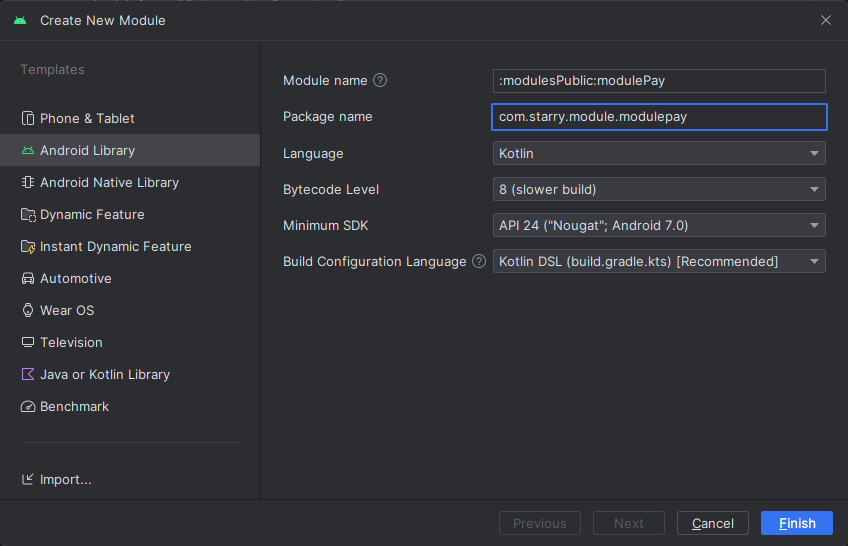 Create New Module
Templates
Phone & Tablet
Android Library
Android Native Library
Dynamic Feature
Instant Dynamic Feature
Automotive
Wear OS
Television
Java or Kotlin Library
Benchmark
Import...
Module name ?
:modulesPublic:modulePay
Package name
com.starry.module.modulepay
Language
Kotlin
Bytecode Level
8 (slower build)
Minimum SDK
API 24 ("Nougat"; Android 7.0)
Build Configuration Language ?
Kotlin DSL (build.gradle.kts) [Recommended]
Previous
Next
Cancel
Finish